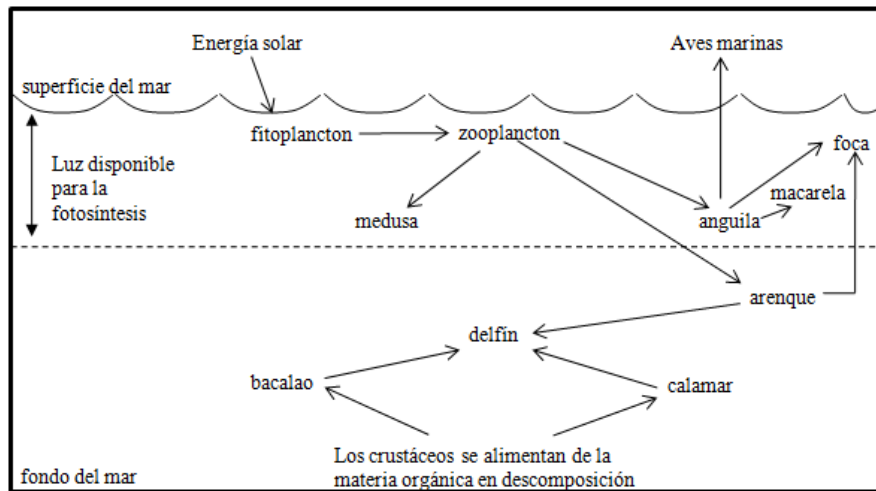 Energía solar
Aves marinas
superficie del mar
fitoplancton
zooplancton
foca
Luz disponible
para la
fotosíntesis
macarela
medusa
anguila
arenque
delfín
bacalao
calamar
Los crustáceos se alimentan de la
materia orgánica en descomposición
fondo del mar